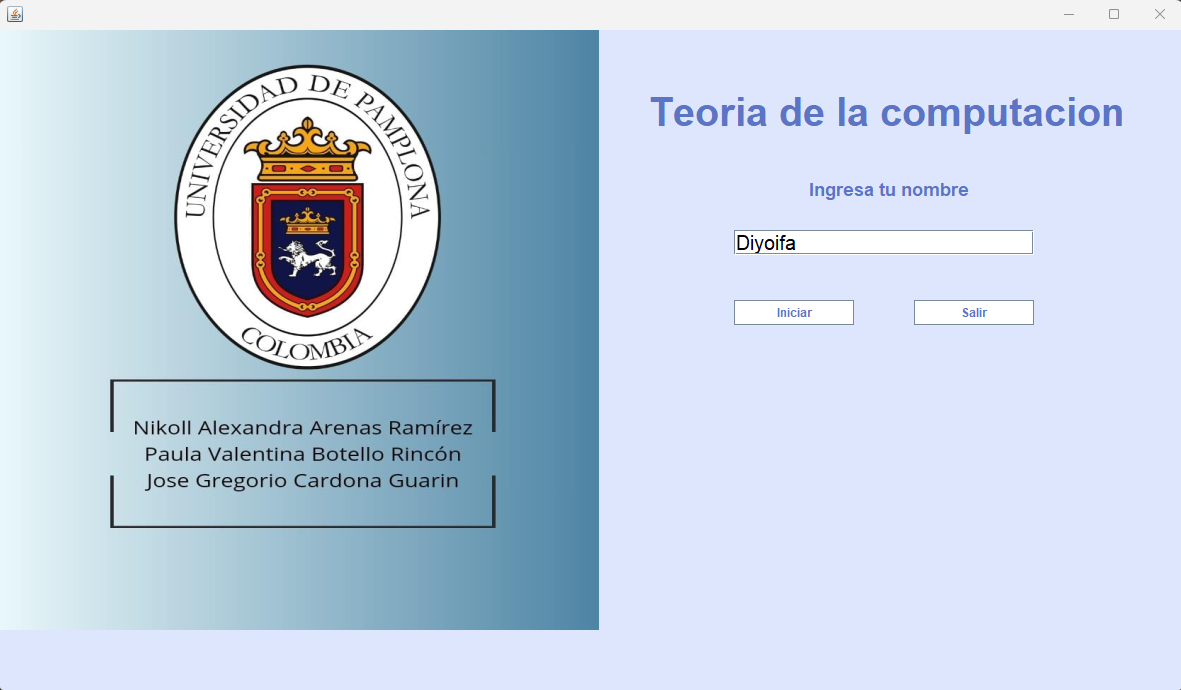 UNIVERSIDAD DE PAMPLONA
COLOMBIA
Nikoll Alexandra Arenas Ramírez
Paula Valentina Botello Rincón
Jose Gregorio Cardona Guarin
Teoria de la computacion
Ingresa tu nombre
Diyoifa
Iniciar
Salir